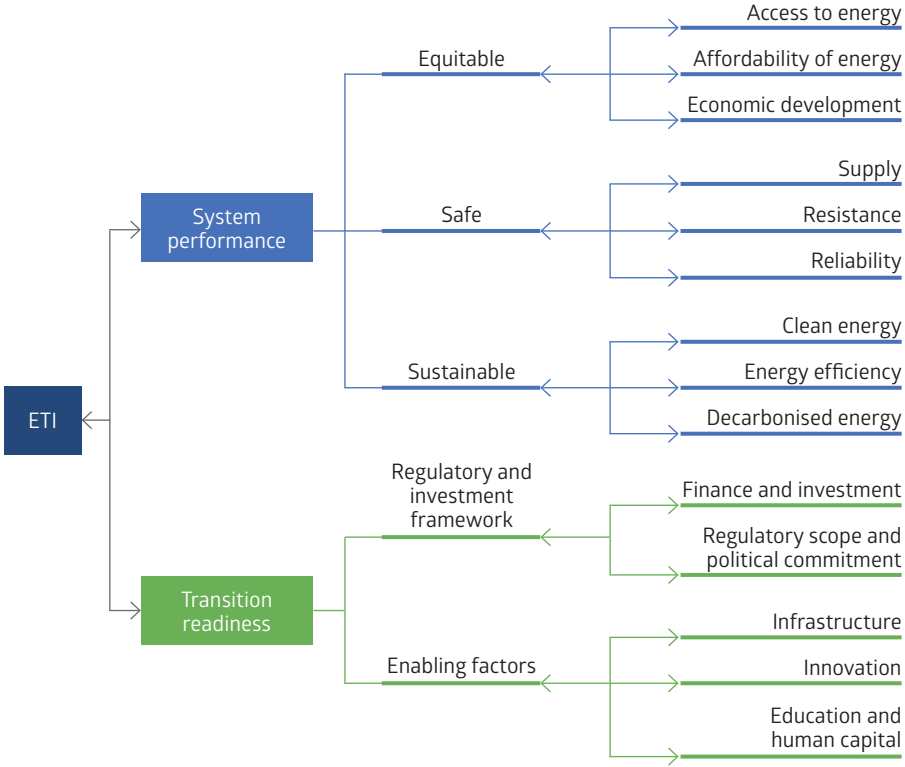 ETI
System
performance
Equitable
Access to energy
Affordability of energy
Economic development
Safe
Supply
Resistance
Reliability
Sustainable
Clean energy
Energy efficiency
Decarbonised energy
Transition
readiness
Regulatory and
investment
framework
Finance and investment
Regulatory scope and
political commitment
Enabling factors
Infrastructure
Innovation
Education and
human capital